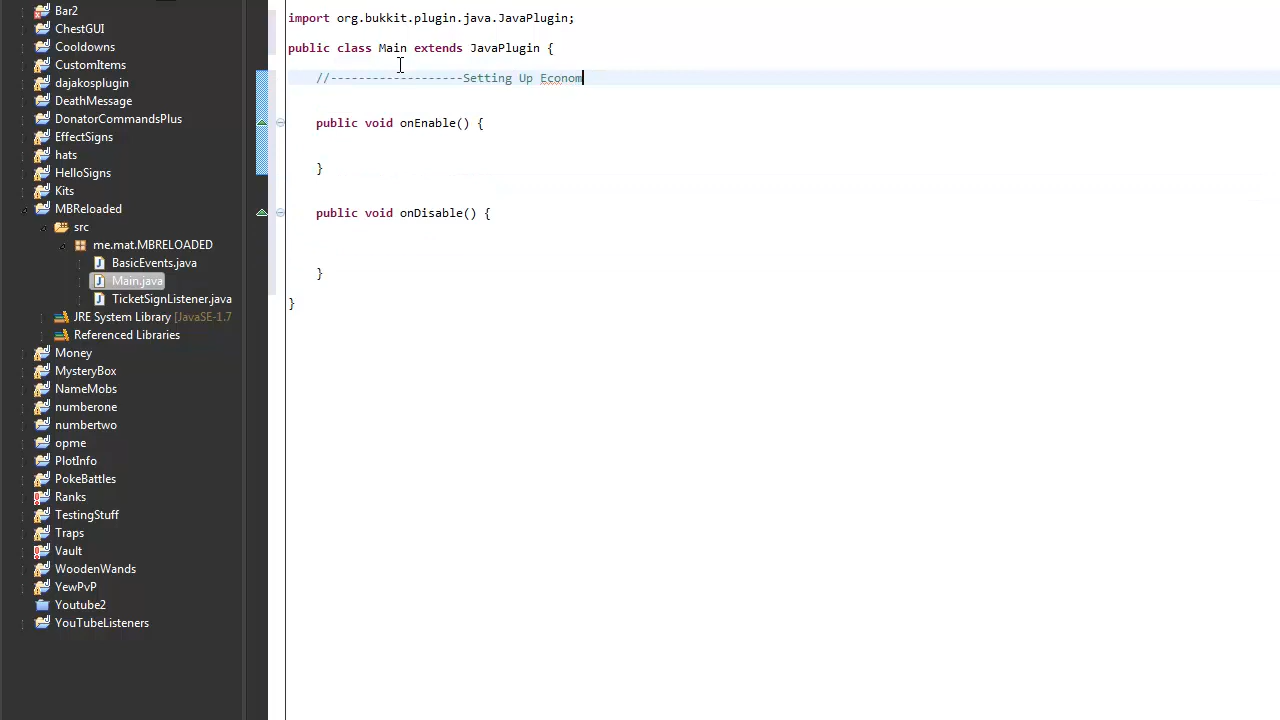 Bar2
ChestGUI
Cooldowns
CustomItems
dajakosplugin
DeathMessage
DonatorCommandsPlus
EffectSigns
hats
HelloSigns
Kits
MBReloaded
src
me.mat.MBRELOADED
BasicEvents.java
Main.java
TicketSignListener.java
JRE System Library [JavaSE-1.7
Referenced Libraries
Money
MysteryBox
NameMobs
numberone
numbertwo
opme
PlotInfo
PokeBattles
Ranks
TestingStuff
Traps
Vault
WoodenWands
YewPvP
Youtube2
YouTubeListeners
import org.bukkit.plugin.java.JavaPlugin;
public class Main extends JavaPlugin {
//-------------------Setting Up Econom
public void onEnable() {
}
public void onDisable() {
}
}